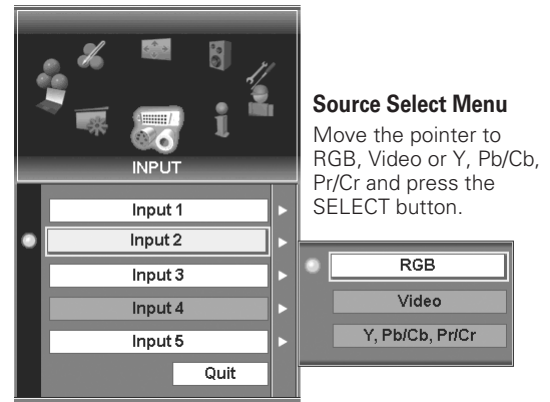 INPUT
Input 1
Input 2
Input 3
Input 4
Input 5
Quit
Source Select Menu
Move the pointer to
RGB, Video or Y, Pb/Cb,
Pr/Cr and press the
SELECT button.
RGB
Video
Y, Pb/Cb, Pr/Cr